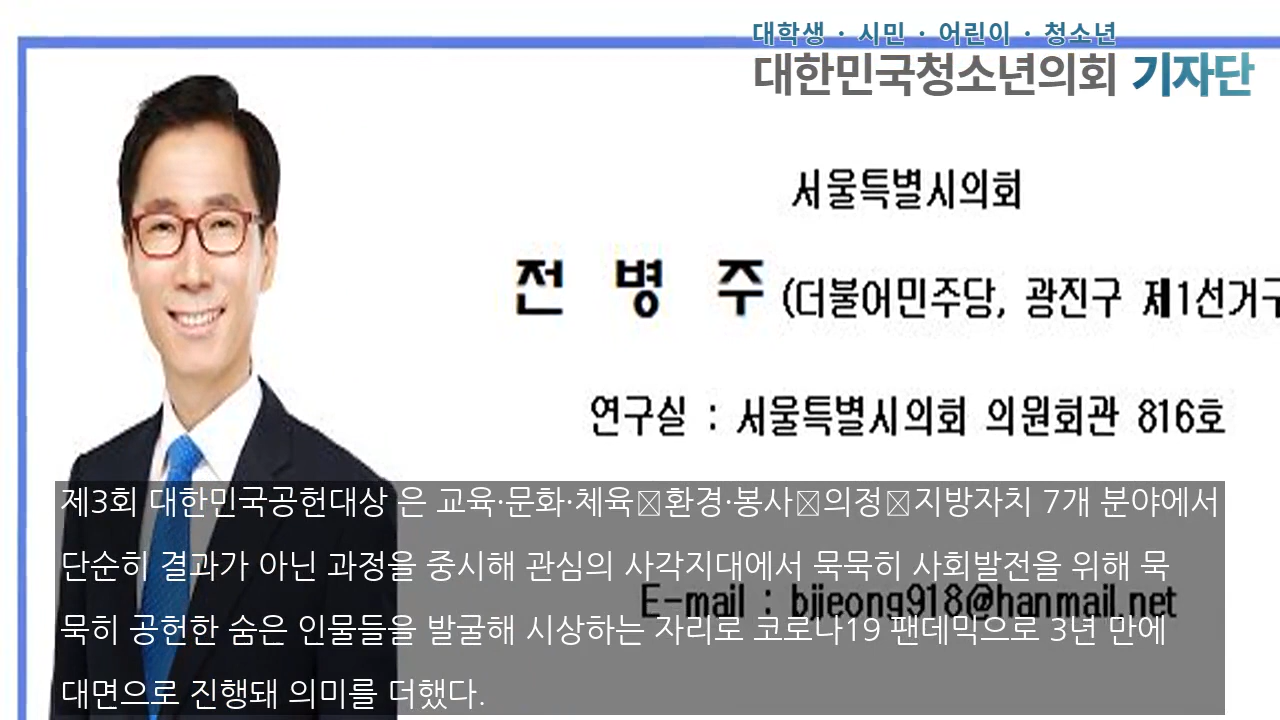 대학생 · 시민 · 어린이 · 청소년
대한민국청소년의회 기자단
서울특별시의회
전 병 주 (더불어민주당, 광진구 제1선거구
연구실 : 서울특별시의회 의원회관 816호
제3회 대한민국공헌대상 은 교육·문화·체육 환경·봉사 의정 지방자치 7개 분야에서
단순히 결과가 아닌 과정을 중시해 관심의 사각지대에서 묵묵히 사회발전을 위해 묵
E-mail : bjjeong918@hanmail.net
묵히 공헌한 숨은 인물들을 발굴해 시상하는 자리로 코로나19 팬데믹으로 3년 만에
대면으로 진행돼 의미를 더했다.